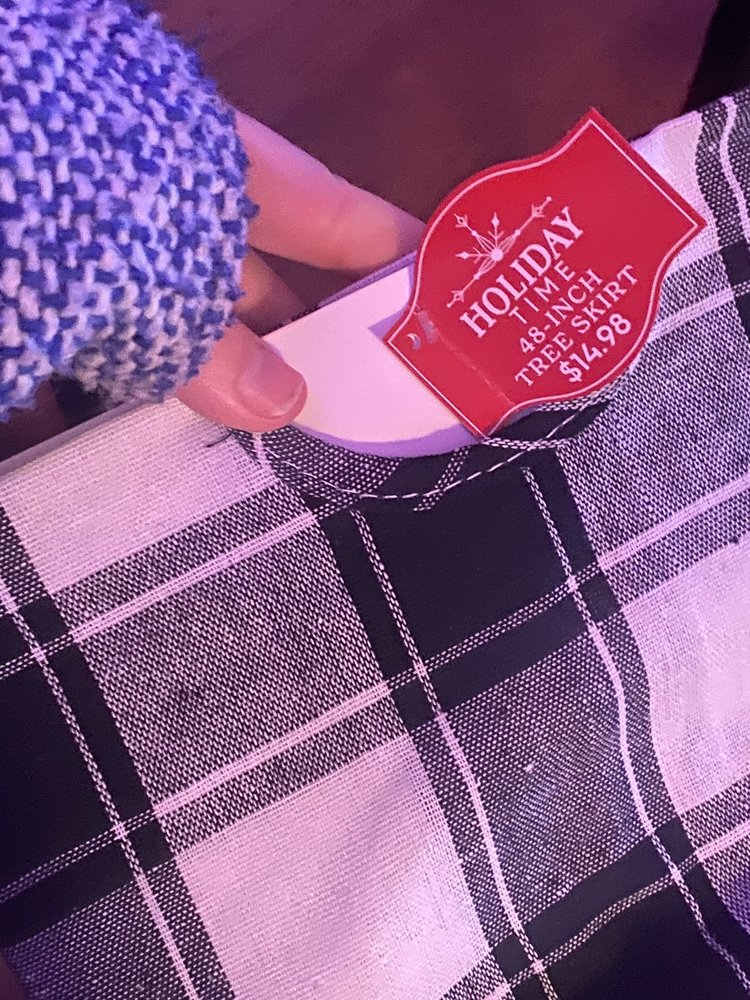 HOLIDAY
TIME
48-INCH
TREE SKIRT
$14.98